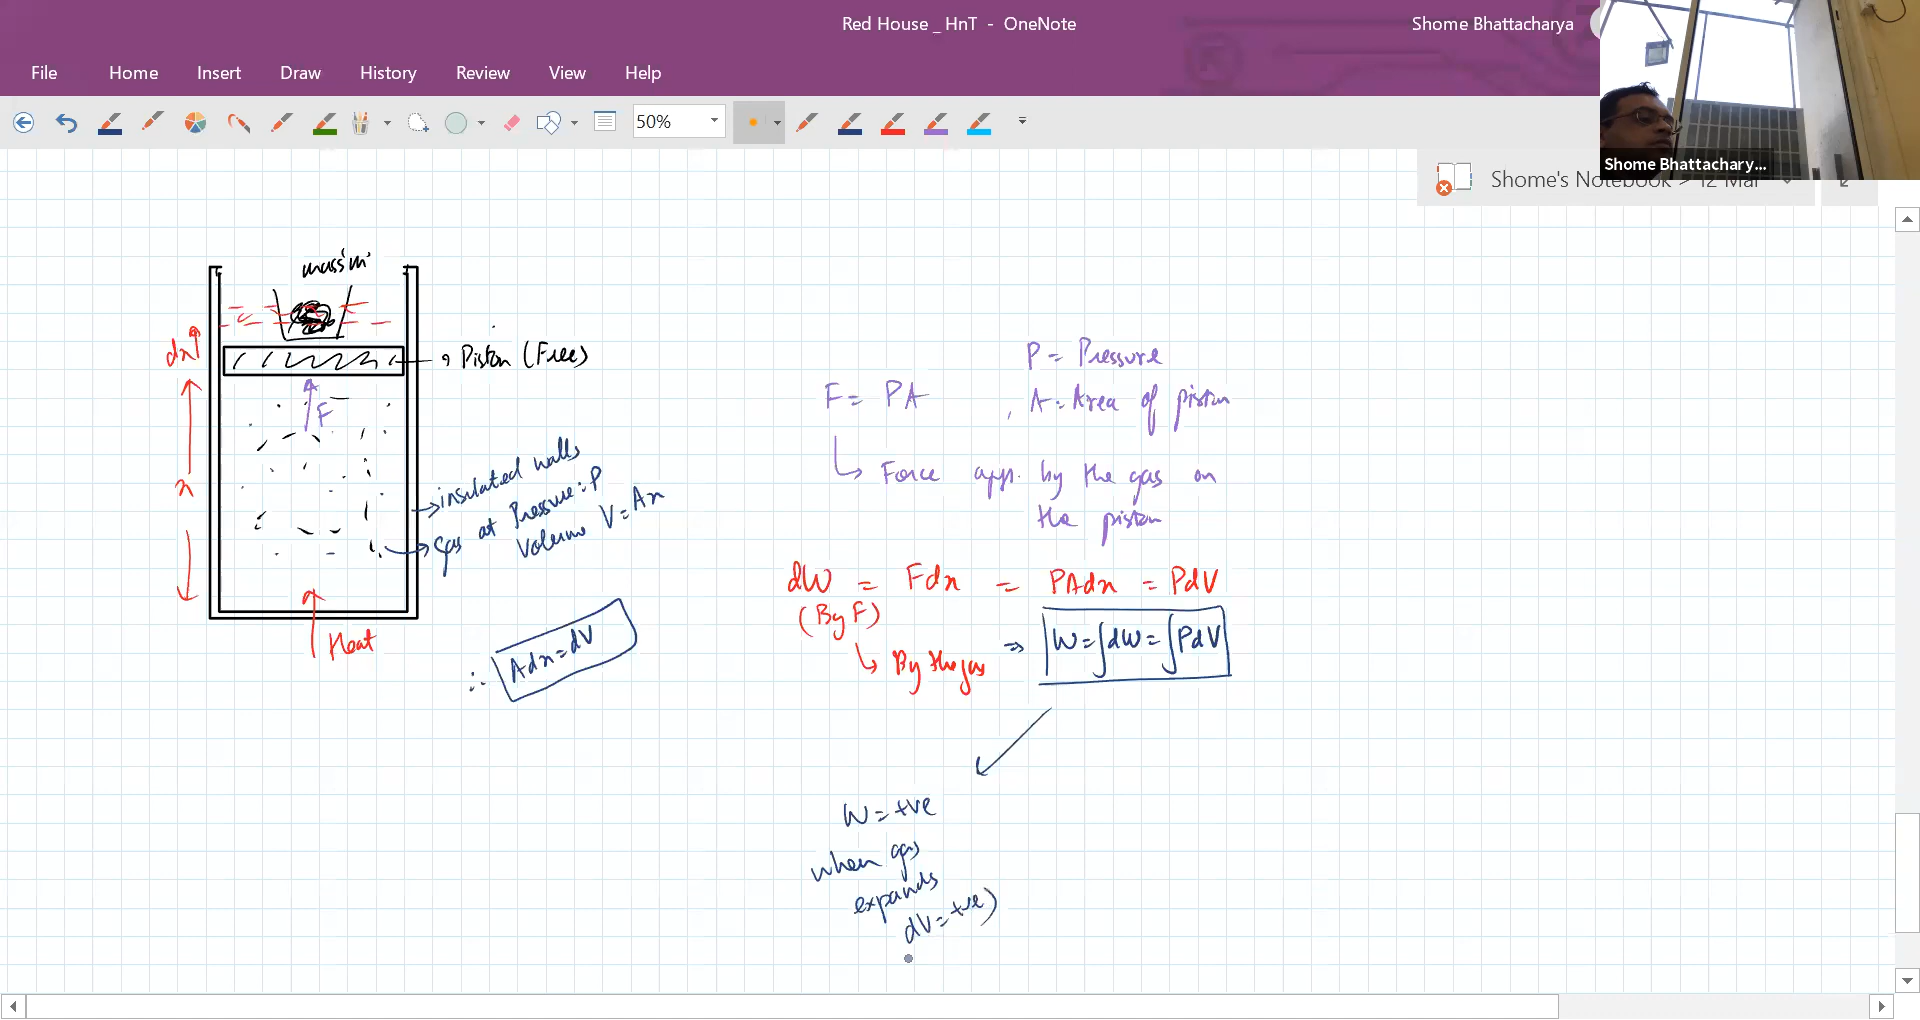 Red House _ HnT - OneNote
Shome Bhattacharya
File Home Insert Draw History Review View Help
50%
Shome Bhattachary...
Shome's Notebook > 12 Mar
mass 'm'
dx
Piston (Free)
F
x
insulated walls
gas at Pressure: P
Volume V = Ax
Heat
∴ Adx = dV
P = Pressure
F = PA , A = Area of piston
Force app. by the gas on
the piston
dW = Fdx = PAdx = PdV
(By F)
By the gas ⇒ W = ∫dW = ∫PdV
W = +ve
when gas
expands
dV = +ve)